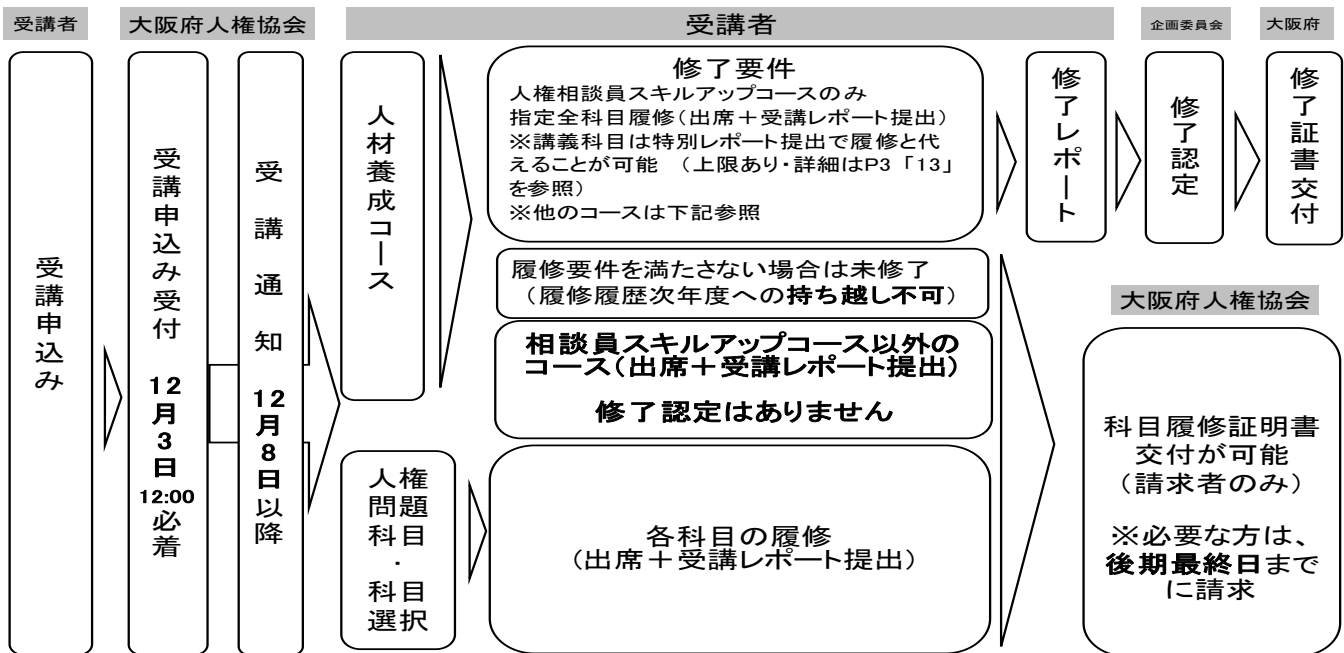 受講者
大阪府人権協会
受講者
企画委員会
大阪府
受講申込み
受講申込み受付 12月3日12:00必着
受講通知 12月8日以降
人材養成コース
修了要件
人権相談員スキルアップコースのみ
指定全科目履修(出席+受講レポート提出)
※講義科目は特別レポート提出で履修と代
えることが可能 (上限あり・詳細はP3「13」
を参照)
※他のコースは下記参照
修了レポート
修了認定
修了証書交付
履修要件を満たさない場合は未修了
(履修履歴次年度への持ち越し不可)
相談員スキルアップコース以外の
コース(出席+受講レポート提出)
修了認定はありません
人権
問題
科目
・
科目
選択
各科目の履修
(出席+受講レポート提出)
大阪府人権協会
科目履修証明書
交付が可能
(請求者のみ)
※必要な方は、
後期最終日まで
に請求